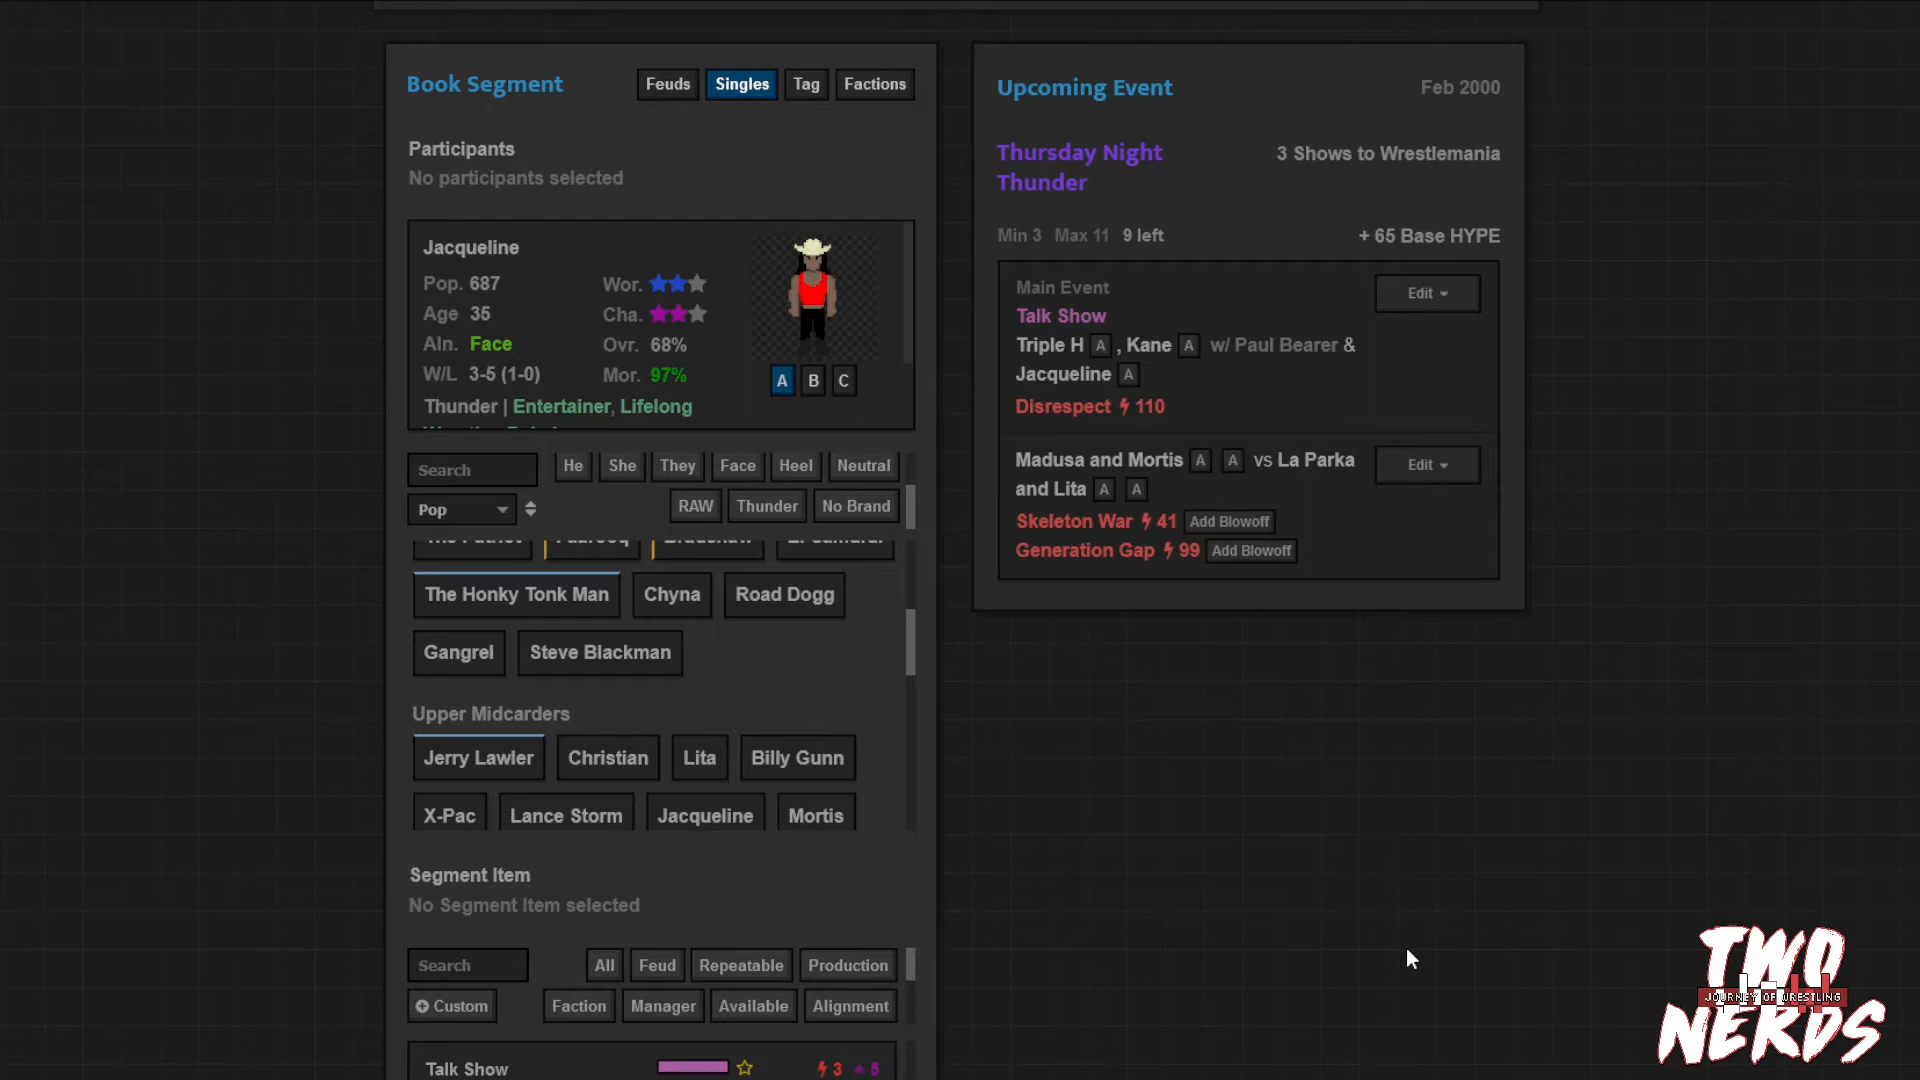 Book Segment
Feuds
Singles
Tag
Factions
Participants
No participants selected
Jacqueline
Pop. 687
Age 35
Aln. Face
W/L 3-5 (1-0)
Wor.
Cha.
Ovr. 68%
Mor. 97%
A B C
Thunder | Entertainer, Lifelong
Search
He She They Face Heel Neutral
Pop
RAW Thunder No Brand
The Patriot Faarooq Bradshaw El Samurai
The Honky Tonk Man Chyna Road Dogg
Gangrel Steve Blackman
Upper Midcarders
Jerry Lawler Christian Lita Billy Gunn
X-Pac Lance Storm Jacqueline Mortis
Segment Item
No Segment Item selected
Search
All Feud Repeatable Production
Custom
Faction Manager Available Alignment
Talk Show 3 5
Upcoming Event
Feb 2000
Thursday Night
Thunder
3 Shows to Wrestlemania
Min 3 Max 11 9 left
+ 65 Base HYPE
Main Event
Edit
Talk Show
Triple H A , Kane A w/ Paul Bearer &
Jacqueline A
Disrespect 110
Madusa and Mortis A A vs La Parka
and Lita A A
Edit
Skeleton War 41 Add Blowoff
Generation Gap 99 Add Blowoff
TWO
JOURNEY OF WRESTLING
NERDS